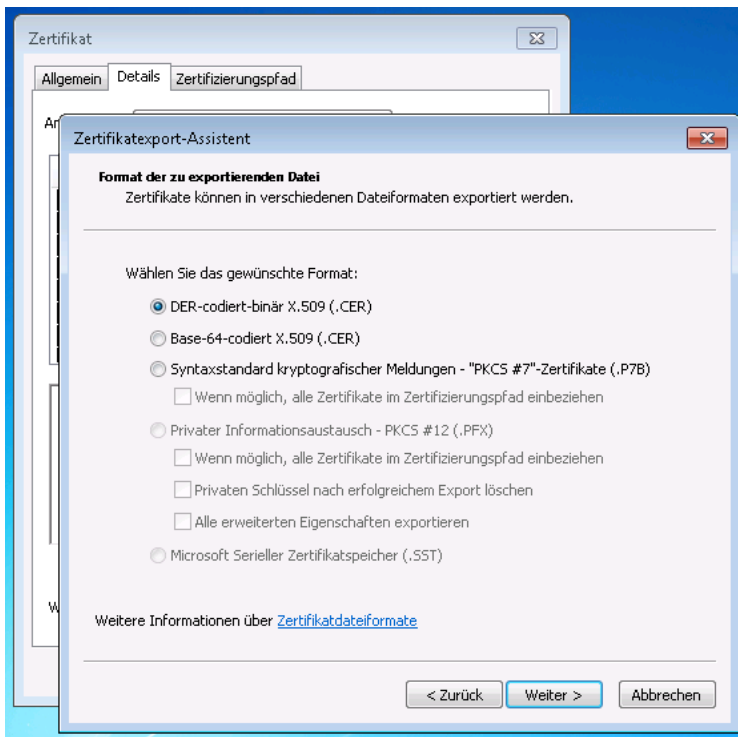 Zertifikat
Allgemein Details Zertifizierungspfad
Zertifikatexport-Assistent
Format der zu exportierenden Datei
Zertifikate können in verschiedenen Dateiformaten exportiert werden.
Wählen Sie das gewünschte Format:
DER-codiert-binär X.509 (.CER)
Base-64-codiert X.509 (.CER)
Syntaxstandard kryptografischer Meldungen - "PKCS #7"-Zertifikate (.P7B)
Wenn möglich, alle Zertifikate im Zertifizierungspfad einbeziehen
Privater Informationsaustausch - PKCS #12 (.PFX)
Wenn möglich, alle Zertifikate im Zertifizierungspfad einbeziehen
Privaten Schlüssel nach erfolgreichem Export löschen
Alle erweiterten Eigenschaften exportieren
Microsoft Serieller Zertifikatspeicher (.SST)
Weitere Informationen über Zertifikatdateiformate
< Zurück Weiter > Abbrechen